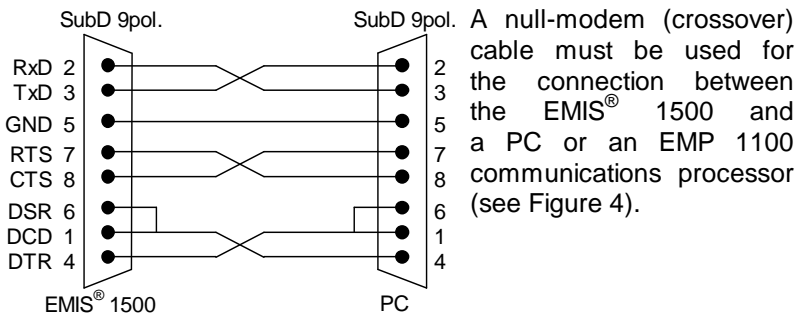 SubD 9pol. SubD 9pol.
RxD 2 2
TxD 3 3
GND 5 5
RTS 7 7
CTS 8 8
DSR 6 6
DCD 1 1
DTR 4 4
EMIS® 1500 PC
A null-modem (crossover)
cable must be used for
the connection between
the EMIS® 1500 and
a PC or an EMP 1100
communications processor
(see Figure 4).